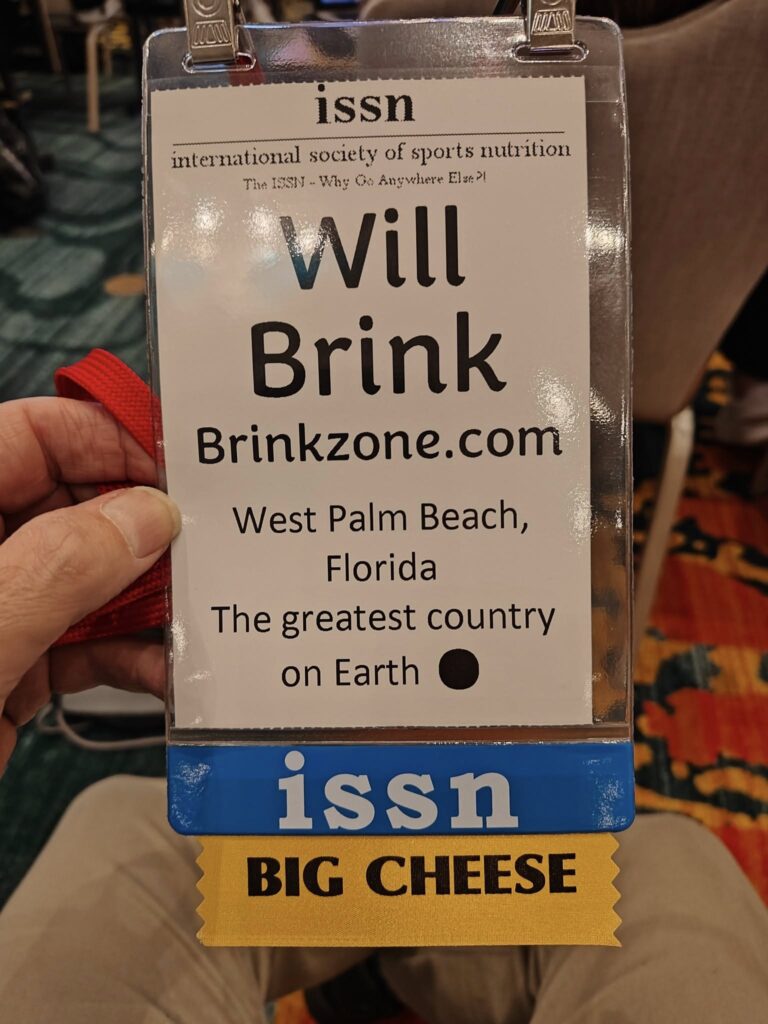 issn
international society of sports nutrition
The ISSN - Why Go Anywhere Else?!
Will
Brink
Brinkzone.com
West Palm Beach,
Florida
The greatest country
on Earth
issn
BIG CHEESE